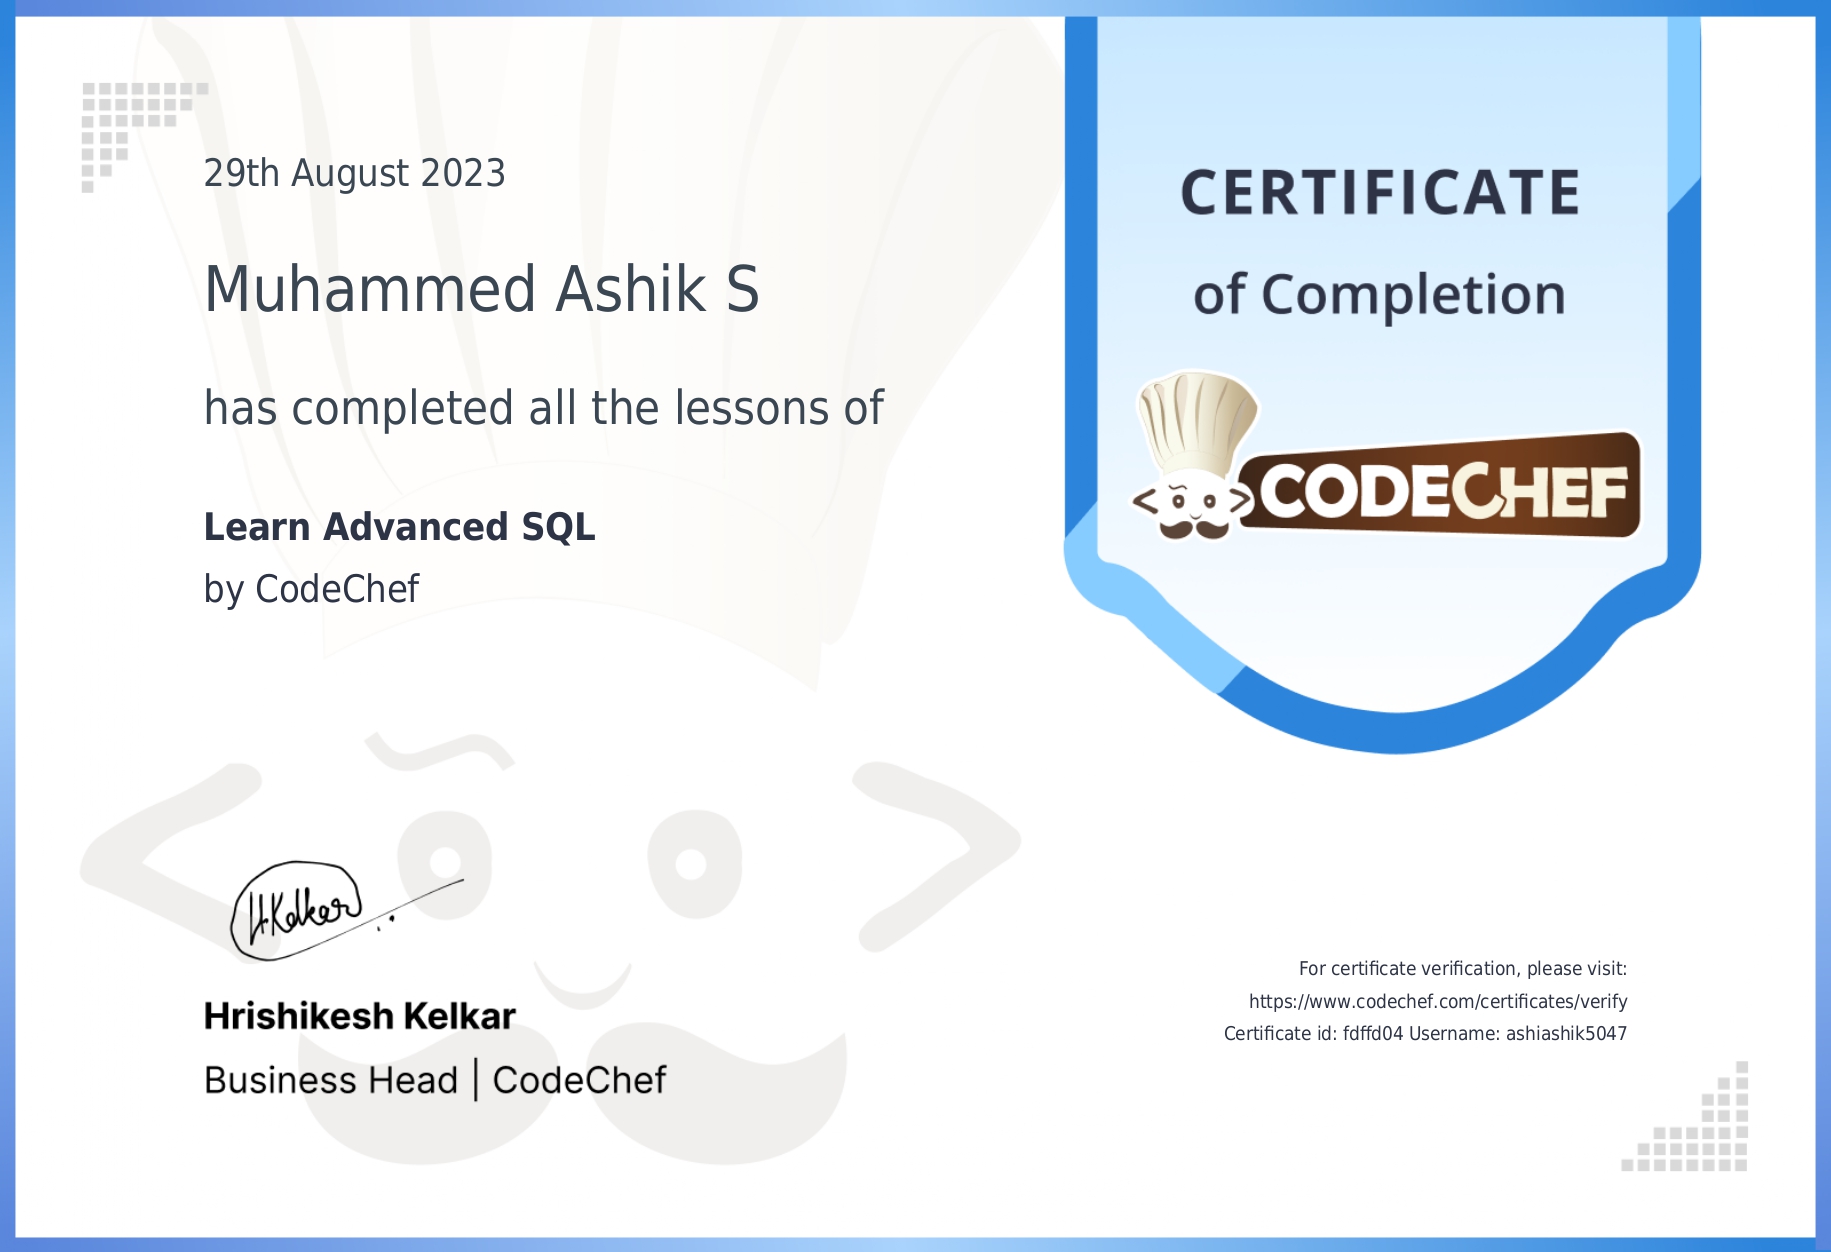 29th August 2023
Muhammed Ashik S
has completed all the lessons of
Learn Advanced SQL
by CodeChef
CERTIFICATE
of Completion
CODECHEF
H.Kelkar
Hrishikesh Kelkar
Business Head | CodeChef
For certificate verification, please visit:
https://www.codechef.com/certificates/verify
Certificate id: fdffd04 Username: ashiashik5047